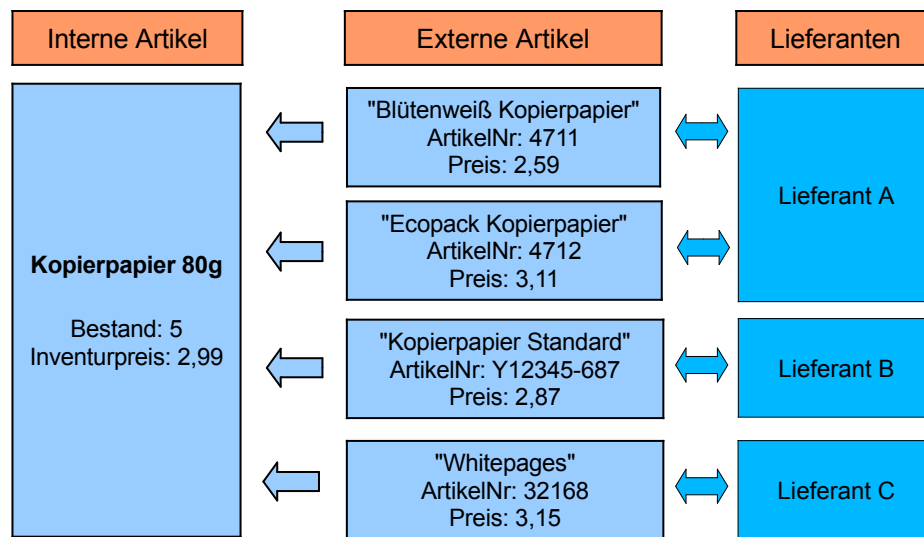 Interne Artikel
Externe Artikel
Lieferanten
Kopierpapier 80g
Bestand: 5
Inventurpreis: 2,99
"Blütenweiß Kopierpapier"
ArtikelNr: 4711
Preis: 2,59
"Ecopack Kopierpapier"
ArtikelNr: 4712
Preis: 3,11
Lieferant A
"Kopierpapier Standard"
ArtikelNr: Y12345-687
Preis: 2,87
Lieferant B
"Whitepages"
ArtikelNr: 32168
Preis: 3,15
Lieferant C